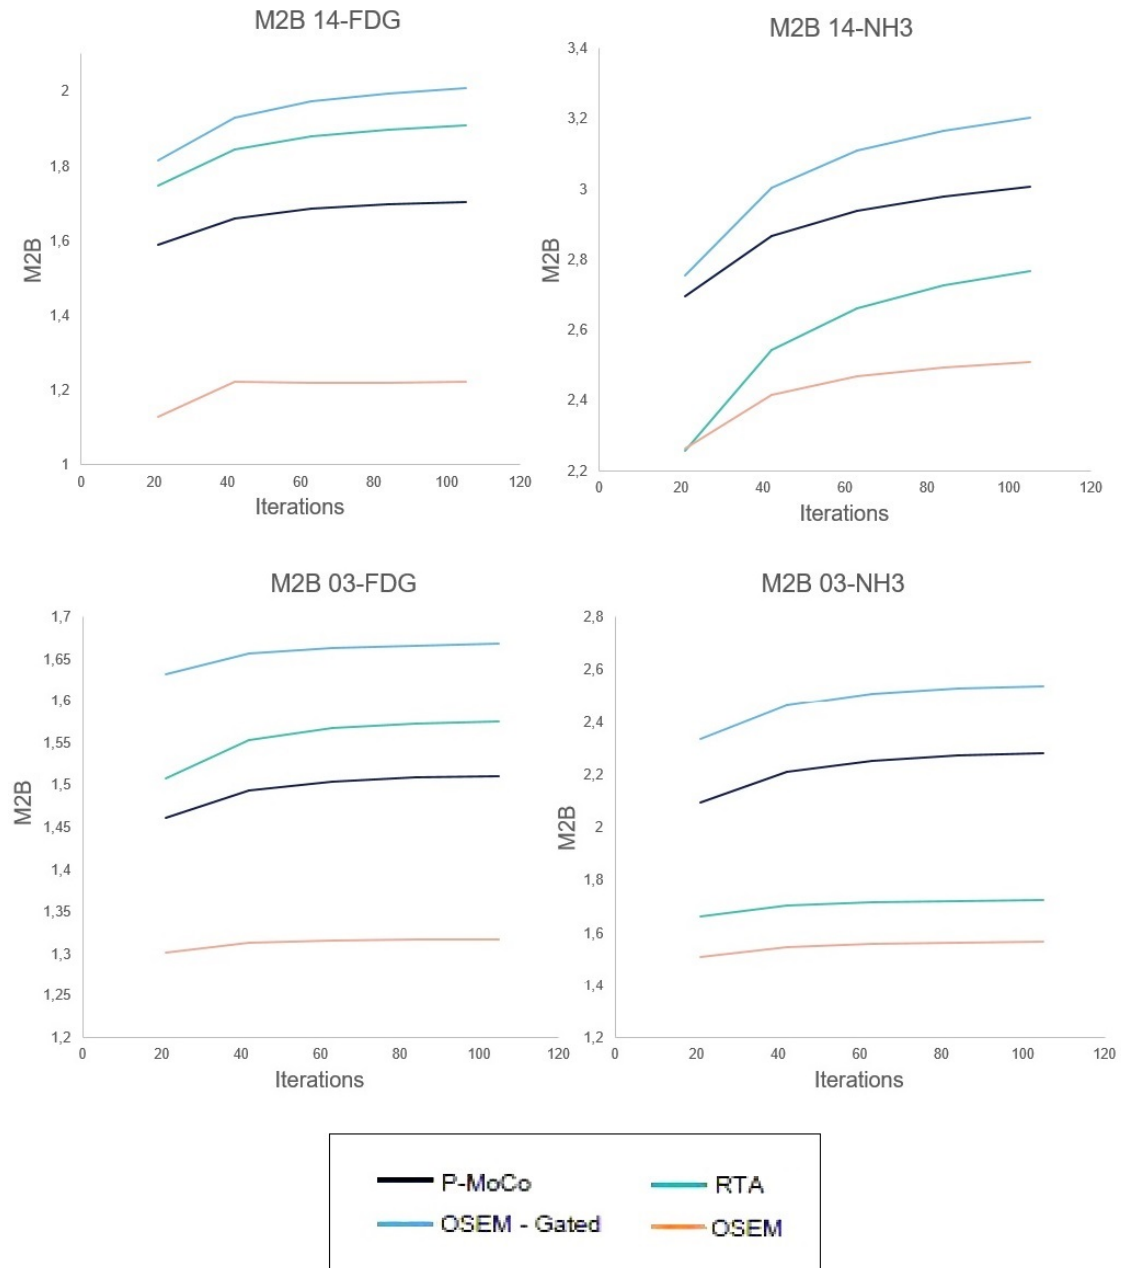 M2B 14-FDG
M2B
2
1,8
1,6
1,4
1,2
1
0 20 40 60 80 100 120
Iterations
M2B 14-NH3
M2B
3,4
3,2
3
2,8
2,6
2,4
2,2
0 20 40 60 80 100 120
Iterations
M2B 03-FDG
M2B
1,7
1,65
1,6
1,55
1,5
1,45
1,4
1,35
1,3
1,25
1,2
0 20 40 60 80 100 120
Iterations
M2B 03-NH3
M2B
2,8
2,6
2,4
2,2
2
1,8
1,6
1,4
1,2
0 20 40 60 80 100 120
Iterations
P-MoCo RTA
OSEM - Gated OSEM